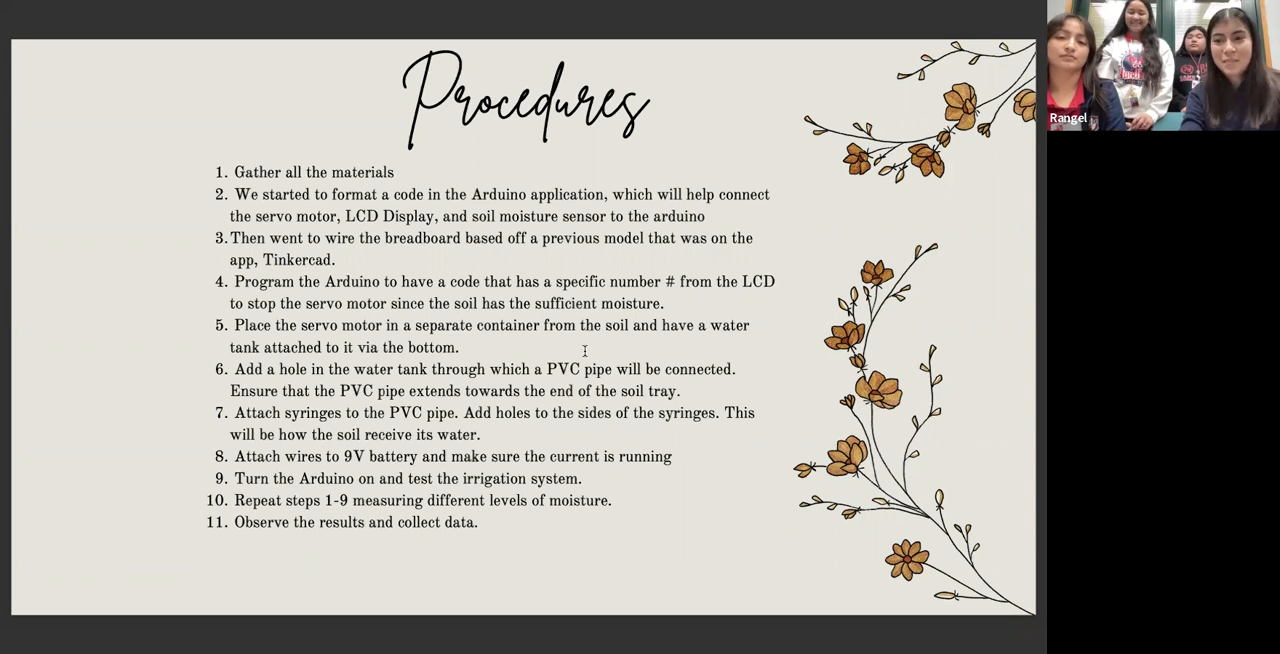 Procedures
1. Gather all the materials
2. We started to format a code in the Arduino application, which will help connect
the servo motor, LCD Display, and soil moisture sensor to the arduino
3. Then went to wire the breadboard based off a previous model that was on the
app, Tinkercad.
4. Program the Arduino to have a code that has a specific number # from the LCD
to stop the servo motor since the soil has the sufficient moisture.
5. Place the servo motor in a separate container from the soil and have a water
tank attached to it via the bottom.
6. Add a hole in the water tank through which a PVC pipe will be connected.
Ensure that the PVC pipe extends towards the end of the soil tray.
7. Attach syringes to the PVC pipe. Add holes to the sides of the syringes. This
will be how the soil receive its water.
8. Attach wires to 9V battery and make sure the current is running
9. Turn the Arduino on and test the irrigation system.
10. Repeat steps 1-9 measuring different levels of moisture.
11. Observe the results and collect data.
Rangel